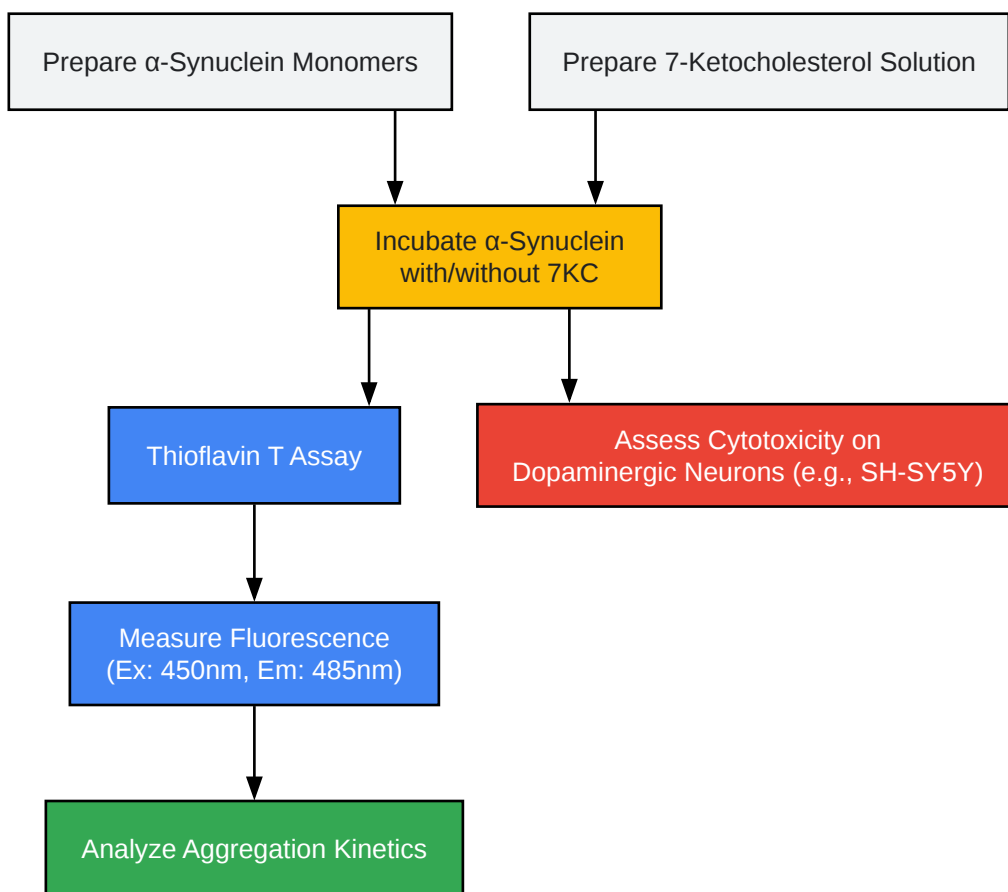 Prepare α-Synuclein Monomers
Prepare 7-Ketocholesterol Solution
Incubate α-Synuclein
with/without 7KC
Thioflavin T Assay
Assess Cytotoxicity on
Dopaminergic Neurons (e.g., SH-SY5Y)
Measure Fluorescence
(Ex: 450nm, Em: 485nm)
Analyze Aggregation Kinetics